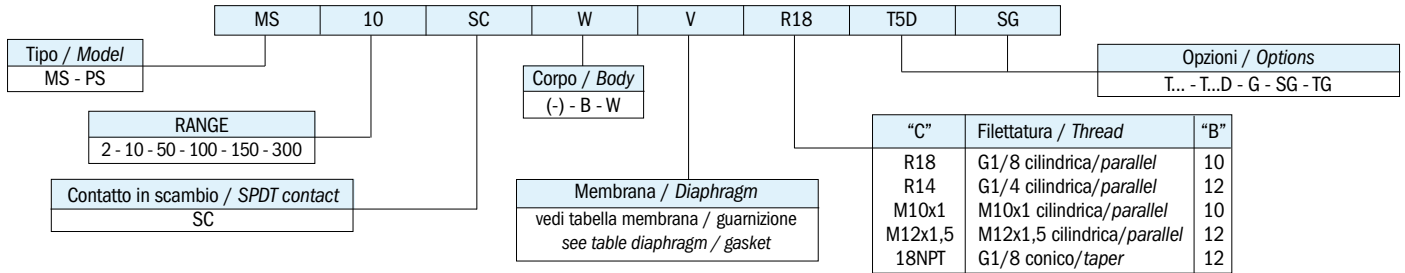 MS 10 SC W V R18 T5D SG
Tipo / Model
MS - PS
Opzioni / Options
T... - T...D - G - SG - TG
Corpo / Body
(-) - B - W
RANGE
2 - 10 - 50 - 100 - 150 - 300
Contatto in scambio / SPDT contact
SC
Membrana / Diaphragm
vedi tabella membrana / guarnizione
see table diaphragm / gasket
“C” Filettatura / Thread “B”
R18 G1/8 cilindrica/parallel 10
R14 G1/4 cilindrica/parallel 12
M10x1 M10x1 cilindrica/parallel 10
M12x1,5 M12x1,5 cilindrica/parallel 12
18NPT G1/8 conico/taper 12